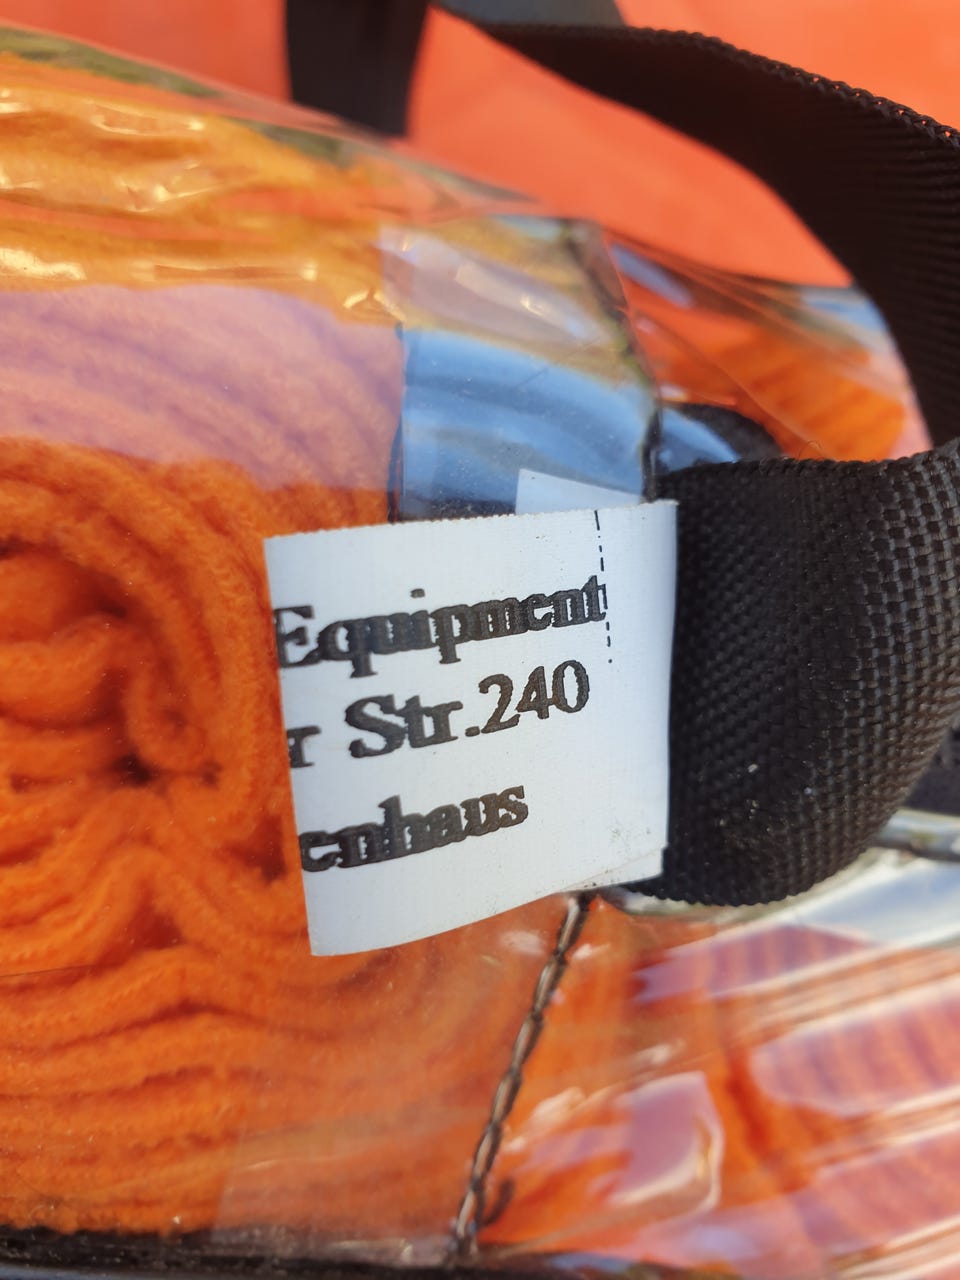 Equipment
r Str.240
enhaus